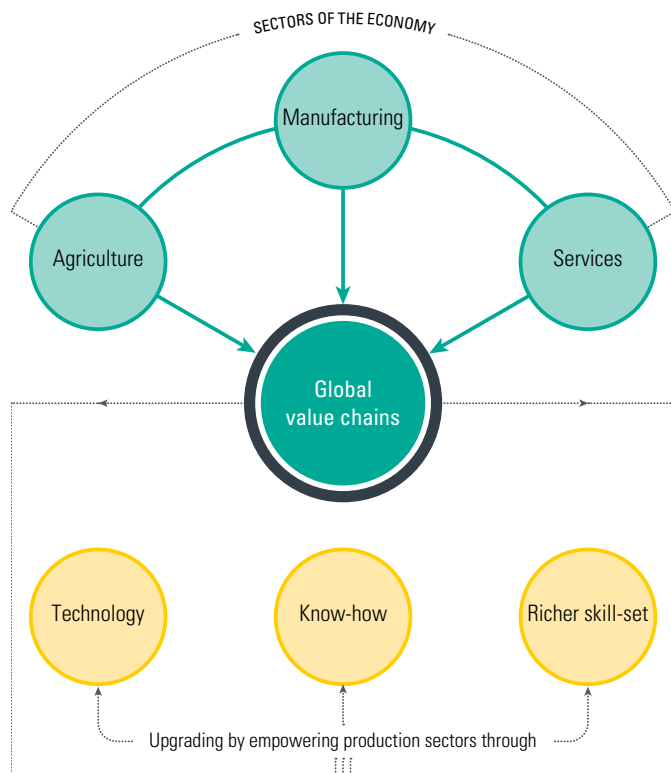 SECTORS OF THE ECONOMY
Manufacturing
Agriculture
Services
Global
value chains
Technology
Know-how
Richer skill-set
Upgrading by empowering production sectors through